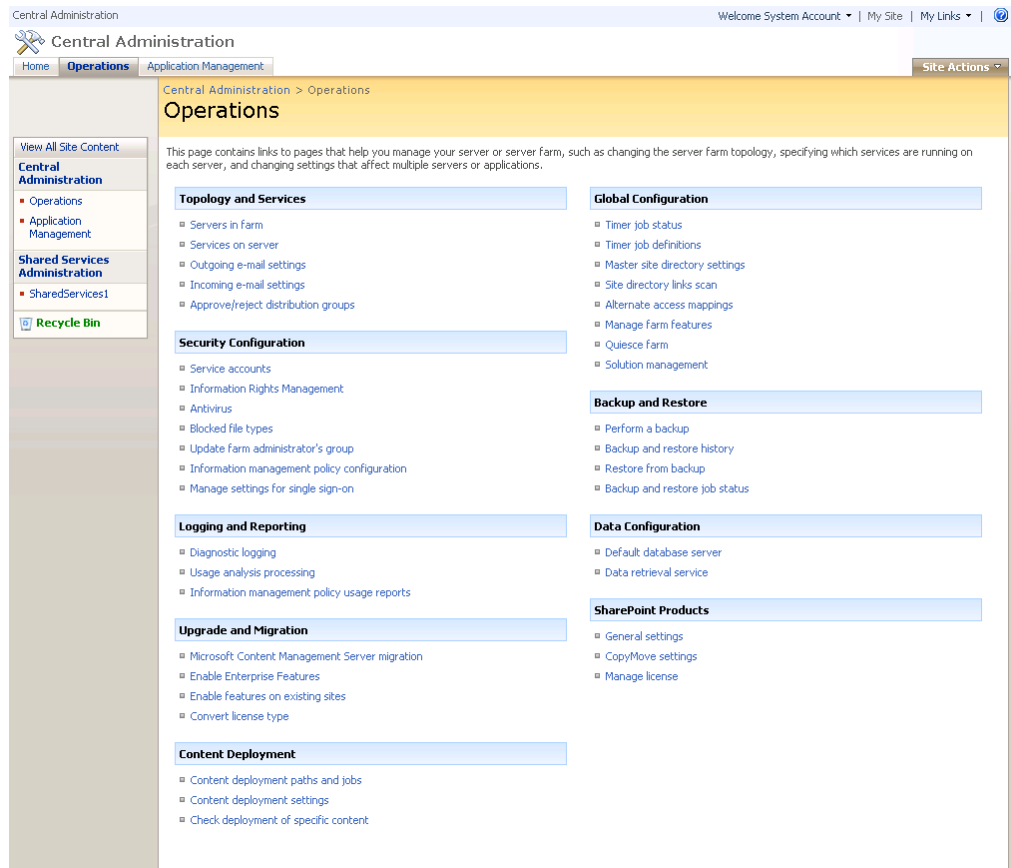 Central Administration
Welcome System Account | My Site | My Links |
Central Administration
Home Operations Application Management
Site Actions
Central Administration > Operations
Operations
View All Site Content
Central
Administration
Operations
Application
Management
Shared Services
Administration
SharedServices1
Recycle Bin
This page contains links to pages that help you manage your server or server farm, such as changing the server farm topology, specifying which services are running on
each server, and changing settings that affect multiple servers or applications.
Topology and Services
Servers in farm
Services on server
Outgoing e-mail settings
Incoming e-mail settings
Approve/reject distribution groups
Security Configuration
Service accounts
Information Rights Management
Antivirus
Blocked file types
Update farm administrator's group
Information management policy configuration
Manage settings for single sign-on
Logging and Reporting
Diagnostic logging
Usage analysis processing
Information management policy usage reports
Upgrade and Migration
Microsoft Content Management Server migration
Enable Enterprise Features
Enable features on existing sites
Convert license type
Content Deployment
Content deployment paths and jobs
Content deployment settings
Check deployment of specific content
Global Configuration
Timer job status
Timer job definitions
Master site directory settings
Site directory links scan
Alternate access mappings
Manage farm features
Quiesce farm
Solution management
Backup and Restore
Perform a backup
Backup and restore history
Restore from backup
Backup and restore job status
Data Configuration
Default database server
Data retrieval service
SharePoint Products
General settings
CopyMove settings
Manage license